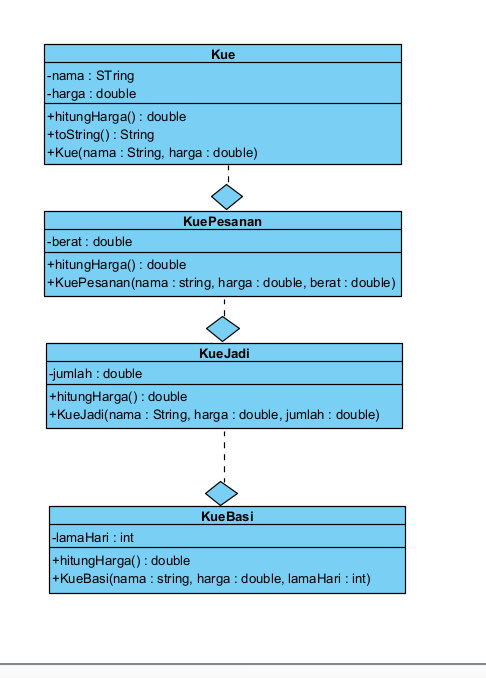 Kue
-nama : STring
-harga : double
+hitungHarga() : double
+toString() : String
+Kue(nama : String, harga : double)
KuePesanan
-berat : double
+hitungHarga() : double
+KuePesanan(nama : string, harga : double, berat : double)
KueJadi
-jumlah : double
+hitungHarga() : double
+KueJadi(nama : String, harga : double, jumlah : double)
KueBasi
-lamaHari : int
+hitungHarga() : double
+KueBasi(nama : string, harga : double, lamaHari : int)